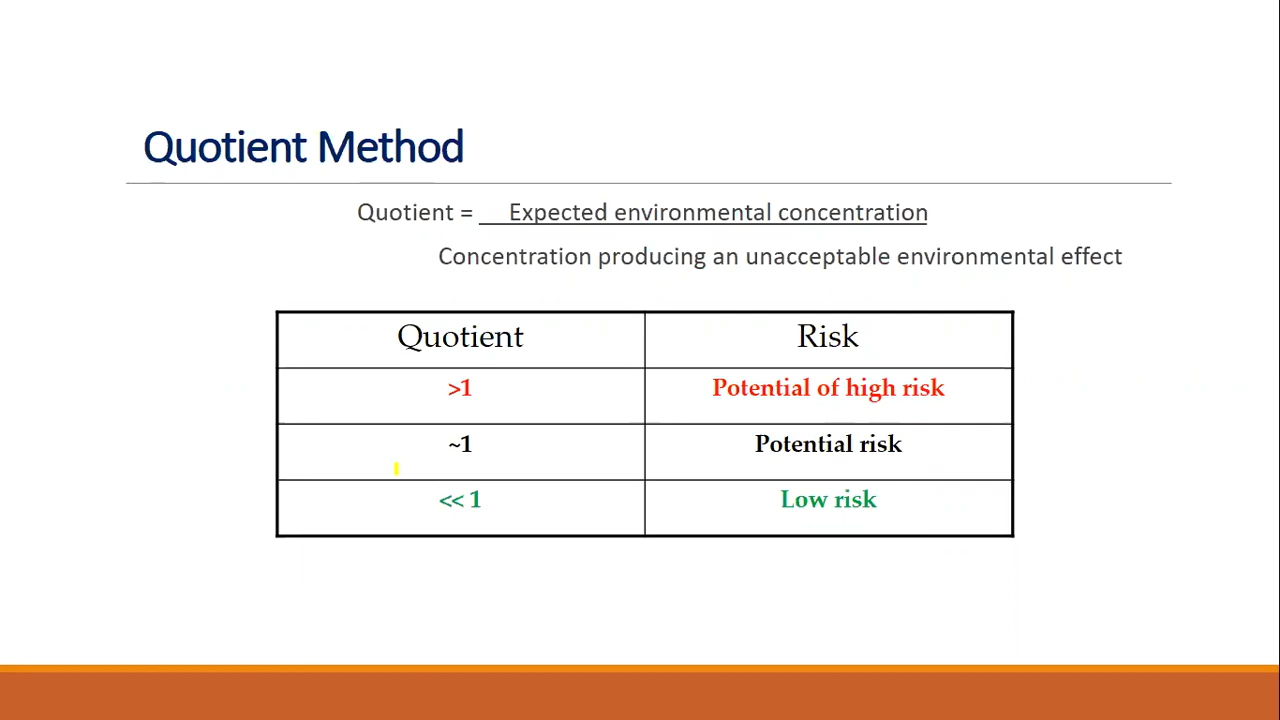 Quotient Method
Quotient = Expected environmental concentration
Concentration producing an unacceptable environmental effect
Quotient Risk
>1 Potential of high risk
~1 Potential risk
<< 1 Low risk